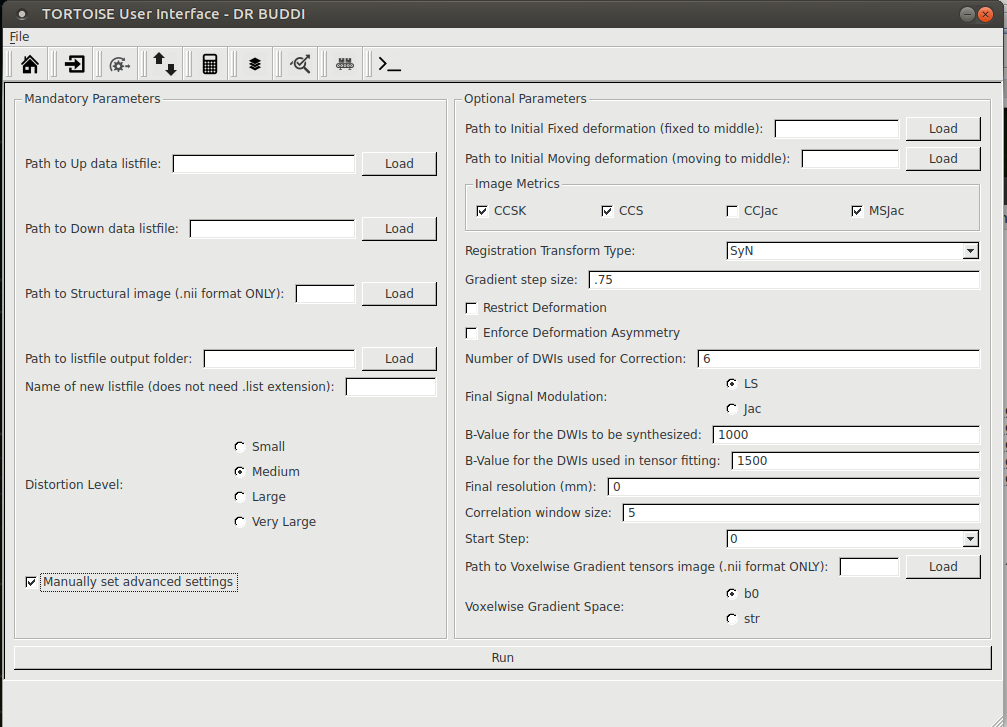 TORTOISE User Interface - DR BUDDI
File
Mandatory Parameters
Path to Up data listfile:
Load
Path to Down data listfile:
Load
Path to Structural image (.nii format ONLY):
Load
Path to listfile output folder:
Load
Name of new listfile (does not need .list extension):
Distortion Level:
Small
Medium
Large
Very Large
Manually set advanced settings
Optional Parameters
Path to Initial Fixed deformation (fixed to middle):
Load
Path to Initial Moving deformation (moving to middle):
Load
Image Metrics
CCSK CCS CCJac MSJac
Registration Transform Type: SyN
Gradient step size: .75
Restrict Deformation
Enforce Deformation Asymmetry
Number of DWIs used for Correction: 6
Final Signal Modulation:
LS
Jac
B-Value for the DWIs to be synthesized: 1000
B-Value for the DWIs used in tensor fitting: 1500
Final resolution (mm): 0
Correlation window size: 5
Start Step: 0
Path to Voxelwise Gradient tensors image (.nii format ONLY):
Load
Voxelwise Gradient Space:
b0
str
Run